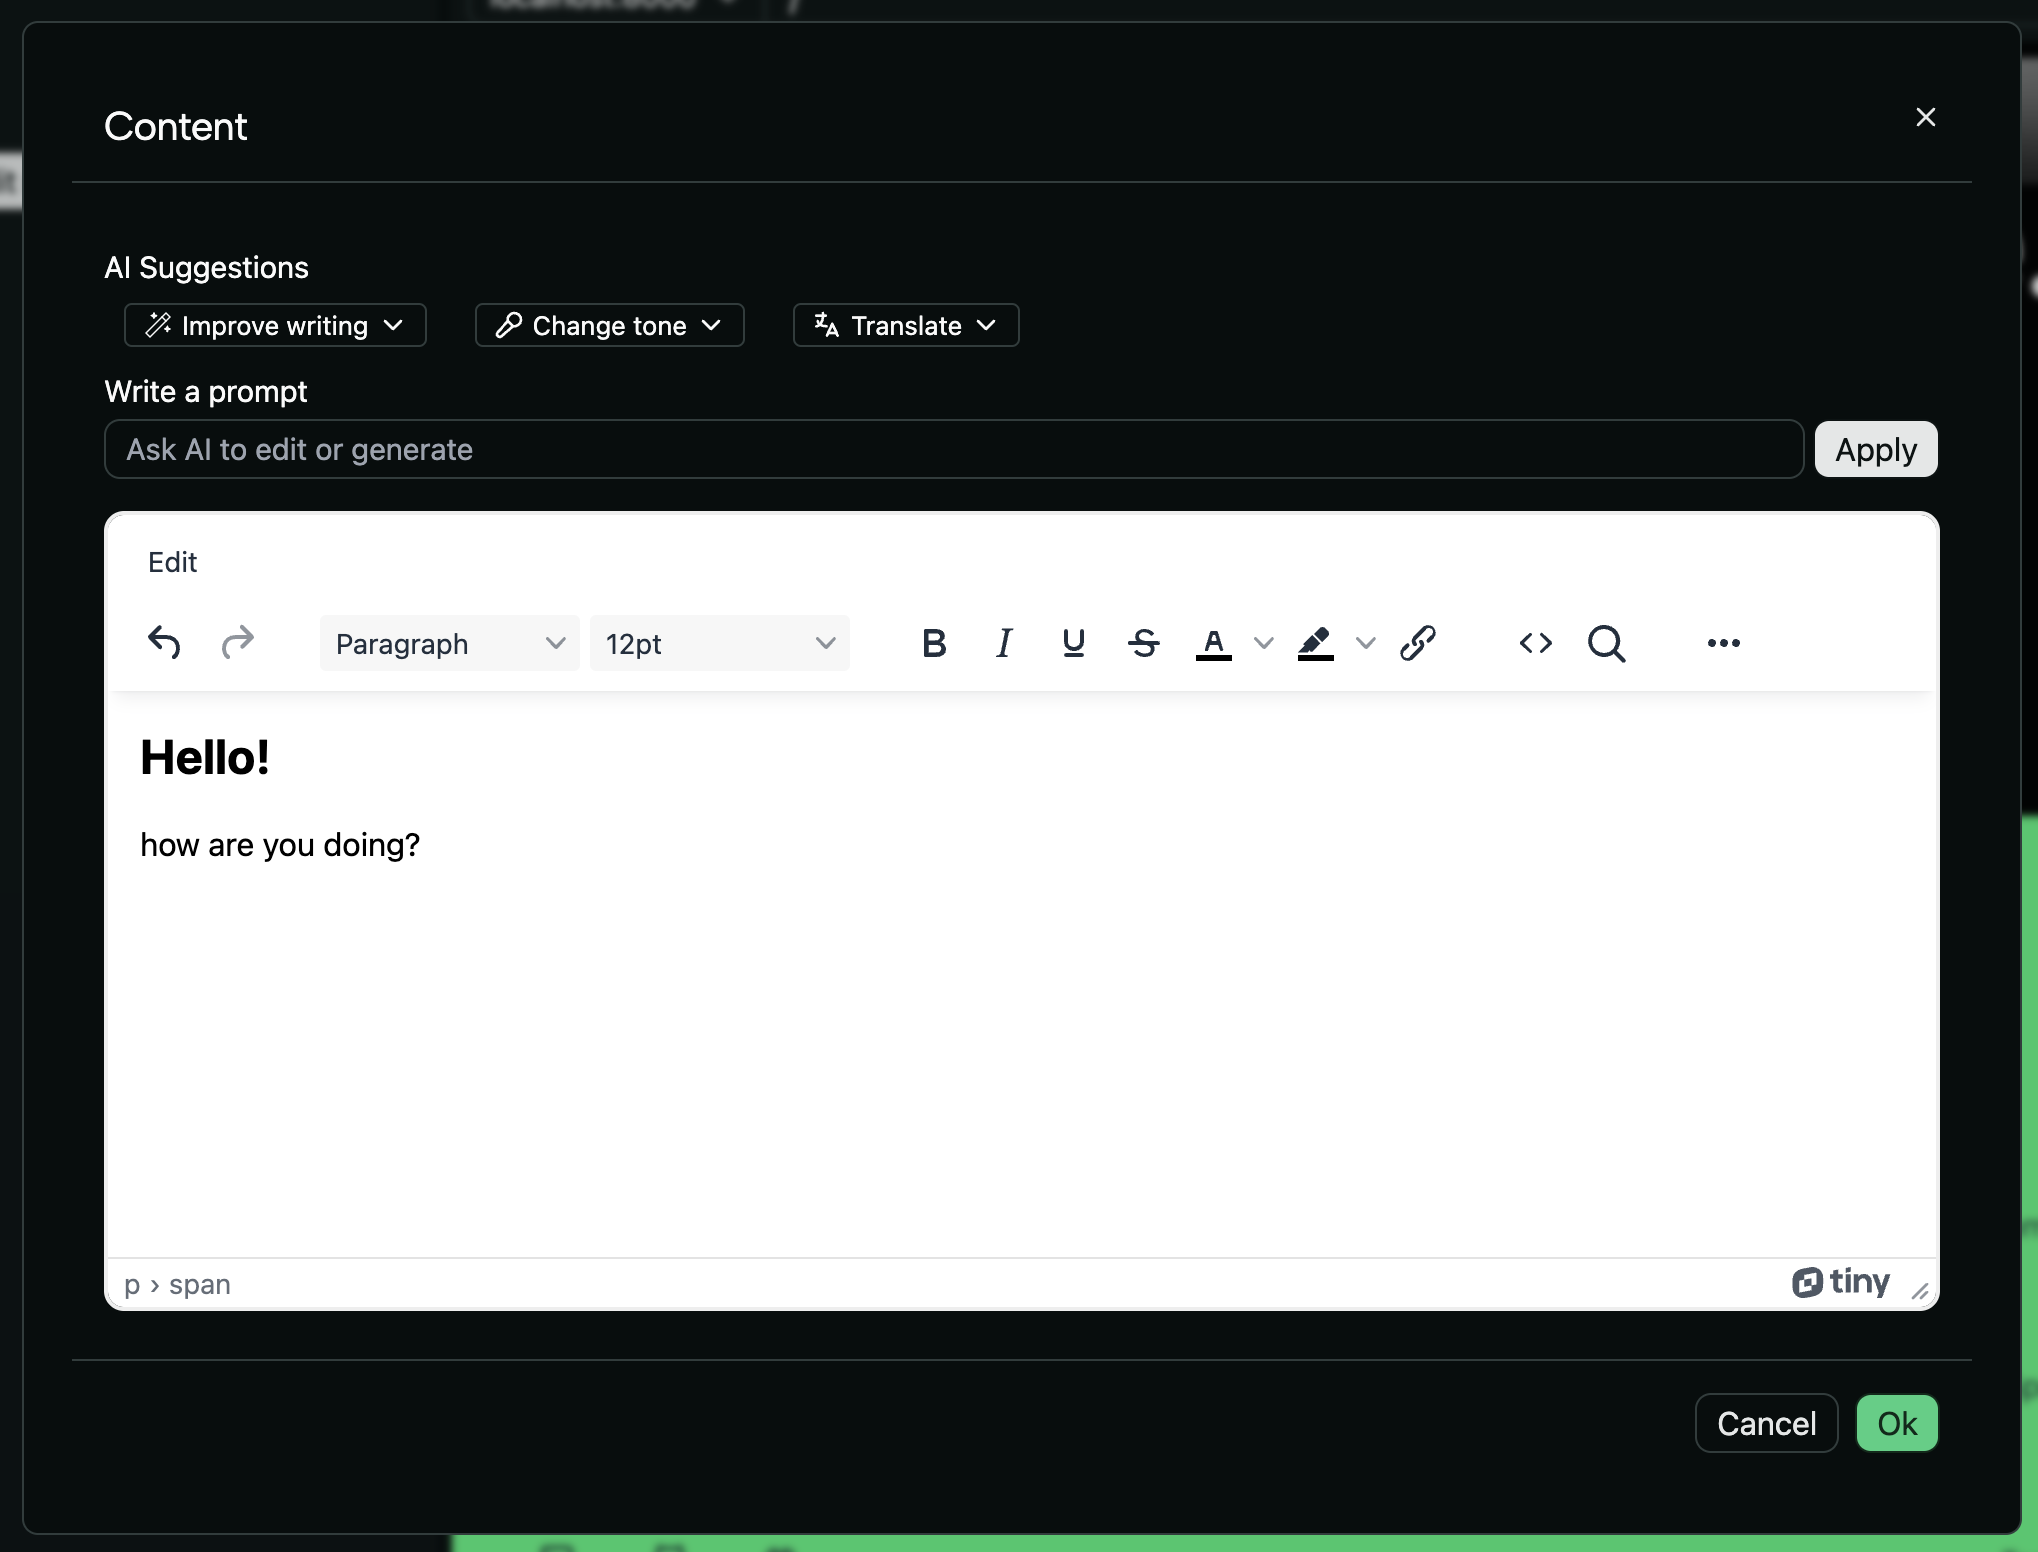 Content
AI Suggestions
Improve writing
Change tone
Translate
Write a prompt
Ask AI to edit or generate
Apply
Edit
Paragraph
12pt
Hello!
how are you doing?
p › span
tiny
Cancel
Ok